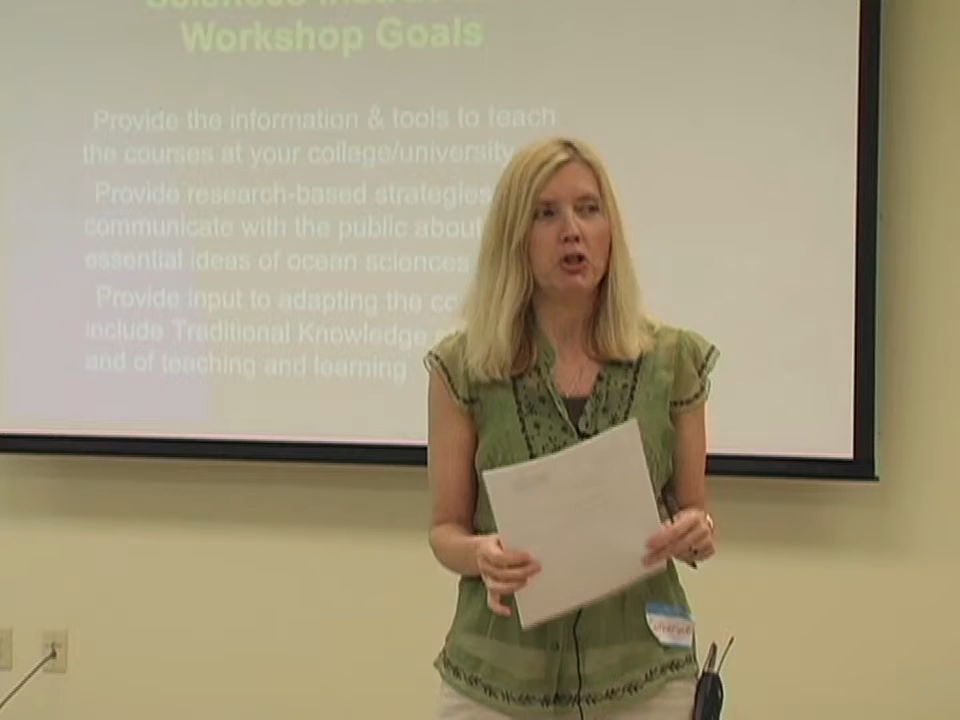 Workshop Goals
Provide the information & tools to teach
the courses at your college/university
Provide research-based strategies
communicate with the public about
essential ideas of ocean sciences
Provide input to adapting the
include Traditional Knowledge
and of teaching and learning